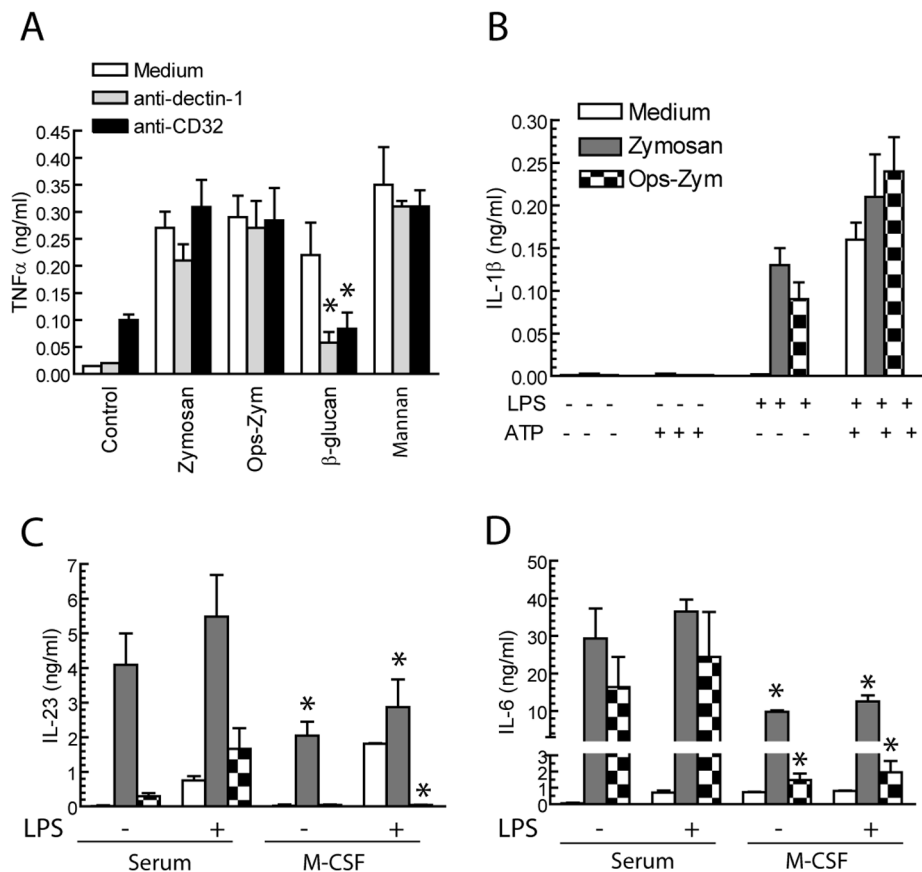 A
Medium
anti-dectin-1
anti-CD32
TNFα (ng/ml)
0.45
0.40
0.35
0.30
0.25
0.20
0.15
0.10
0.05
0.00
* *
Control
Zymosan
Ops-Zym
β-glucan
Mannan
B
Medium
Zymosan
Ops-Zym
IL-1β (ng/ml)
0.30
0.25
0.20
0.15
0.10
0.05
0.00
LPS - - - - - - + + + + + +
ATP - - - + + + - - - + + +
C
IL-23 (ng/ml)
7
6
5
4
3
2
1
0
* * *
LPS - + - +
Serum M-CSF
D
IL-6 (ng/ml)
50
40
30
20
10
3
2
1
0
* * * *
LPS - + - +
Serum M-CSF